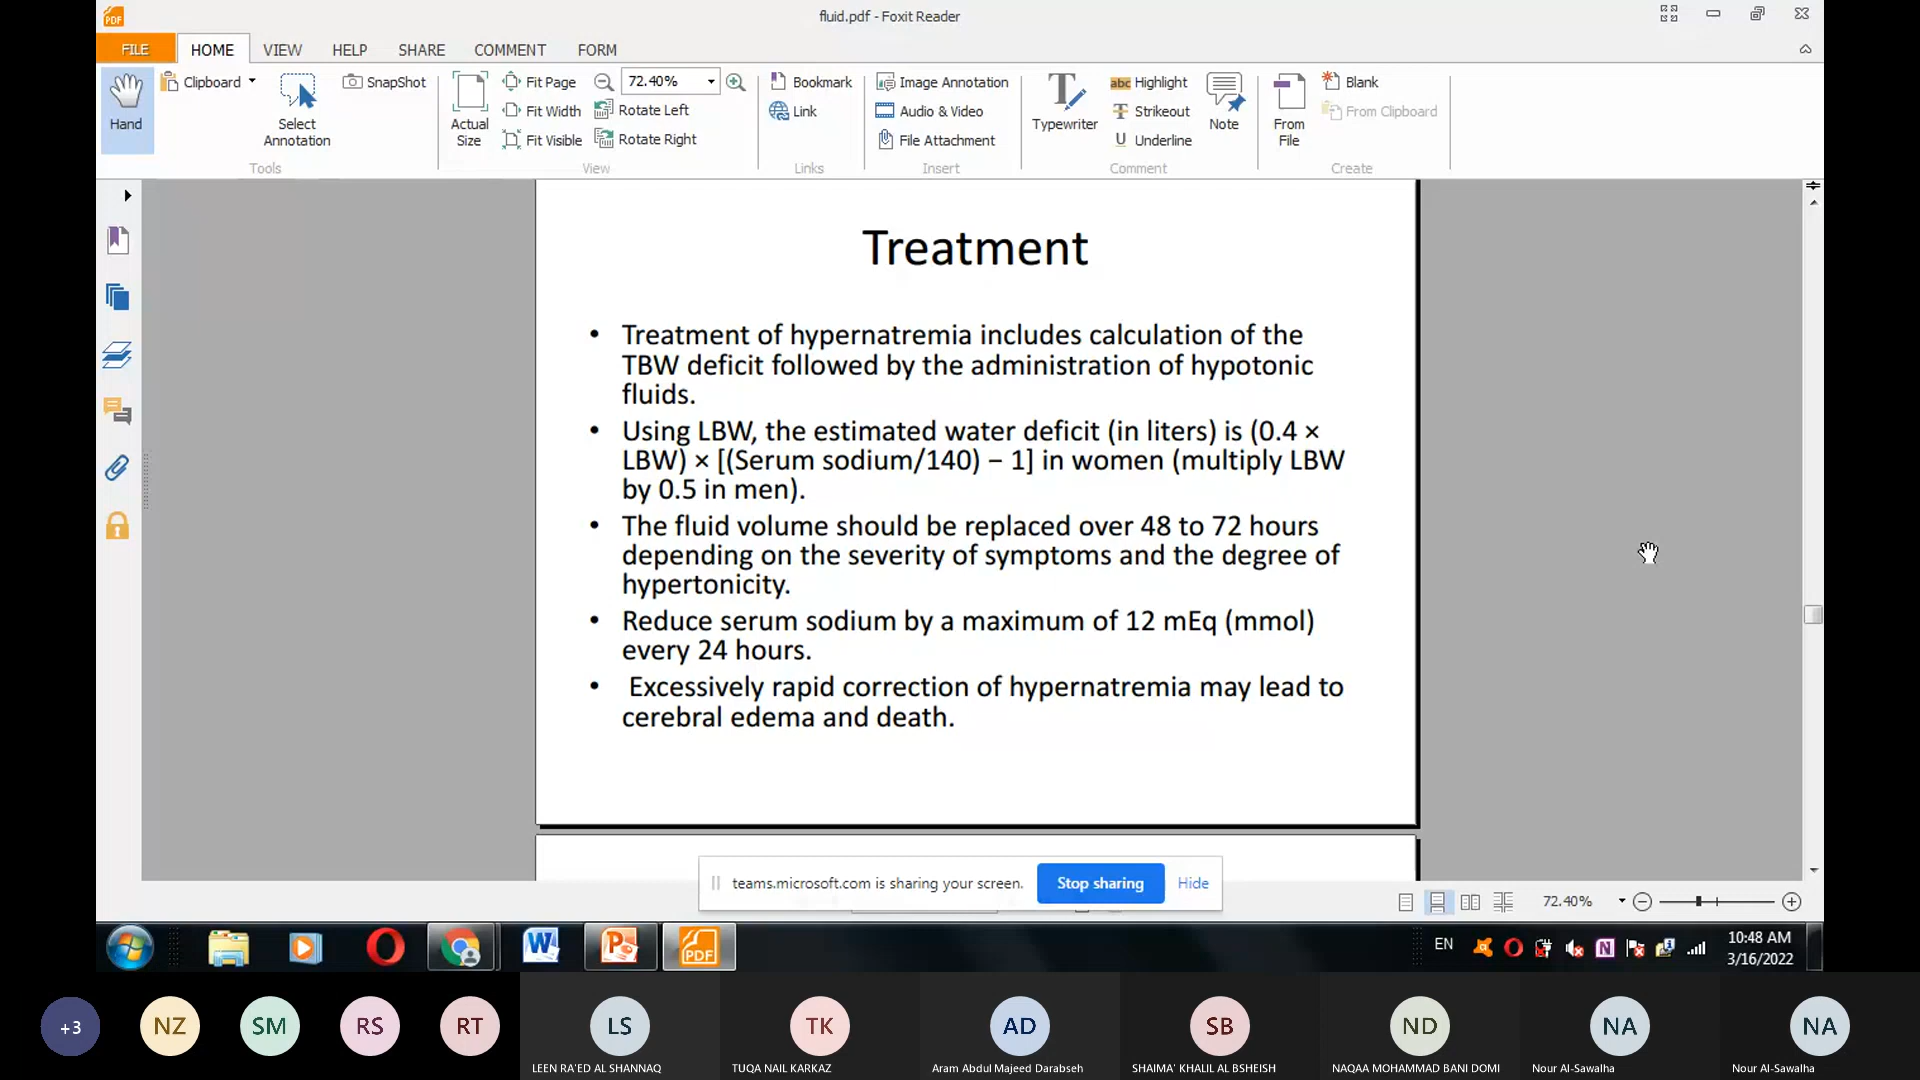 fluid.pdf - Foxit Reader
FILE HOME VIEW HELP SHARE COMMENT FORM
Hand
Clipboard
Select
Annotation
SnapShot
Tools
Actual
Size
Fit Page
Fit Width
Fit Visible
72.40%
Rotate Left
Rotate Right
View
Bookmark
Link
Links
Image Annotation
Audio & Video
File Attachment
Insert
Typewriter
abc Highlight
Strikeout
Underline
Note
Comment
From
File
Blank
From Clipboard
Create
Treatment
• Treatment of hypernatremia includes calculation of the
TBW deficit followed by the administration of hypotonic
fluids.
• Using LBW, the estimated water deficit (in liters) is (0.4 ×
LBW) × [(Serum sodium/140) − 1] in women (multiply LBW
by 0.5 in men).
• The fluid volume should be replaced over 48 to 72 hours
depending on the severity of symptoms and the degree of
hypertonicity.
• Reduce serum sodium by a maximum of 12 mEq (mmol)
every 24 hours.
• Excessively rapid correction of hypernatremia may lead to
cerebral edema and death.
teams.microsoft.com is sharing your screen. Stop sharing Hide
72.40%
PDF
EN
10:48 AM
3/16/2022
+3 NZ SM RS RT LS TK AD SB ND NA NA
LEEN RA'ED AL SHANNAQ TUQA NAIL KARKAZ Aram Abdul Majeed Darabseh SHAIMA' KHALIL AL BSHEISH NAQAA MOHAMMAD BANI DOMI Nour Al-Sawalha Nour Al-Sawalha